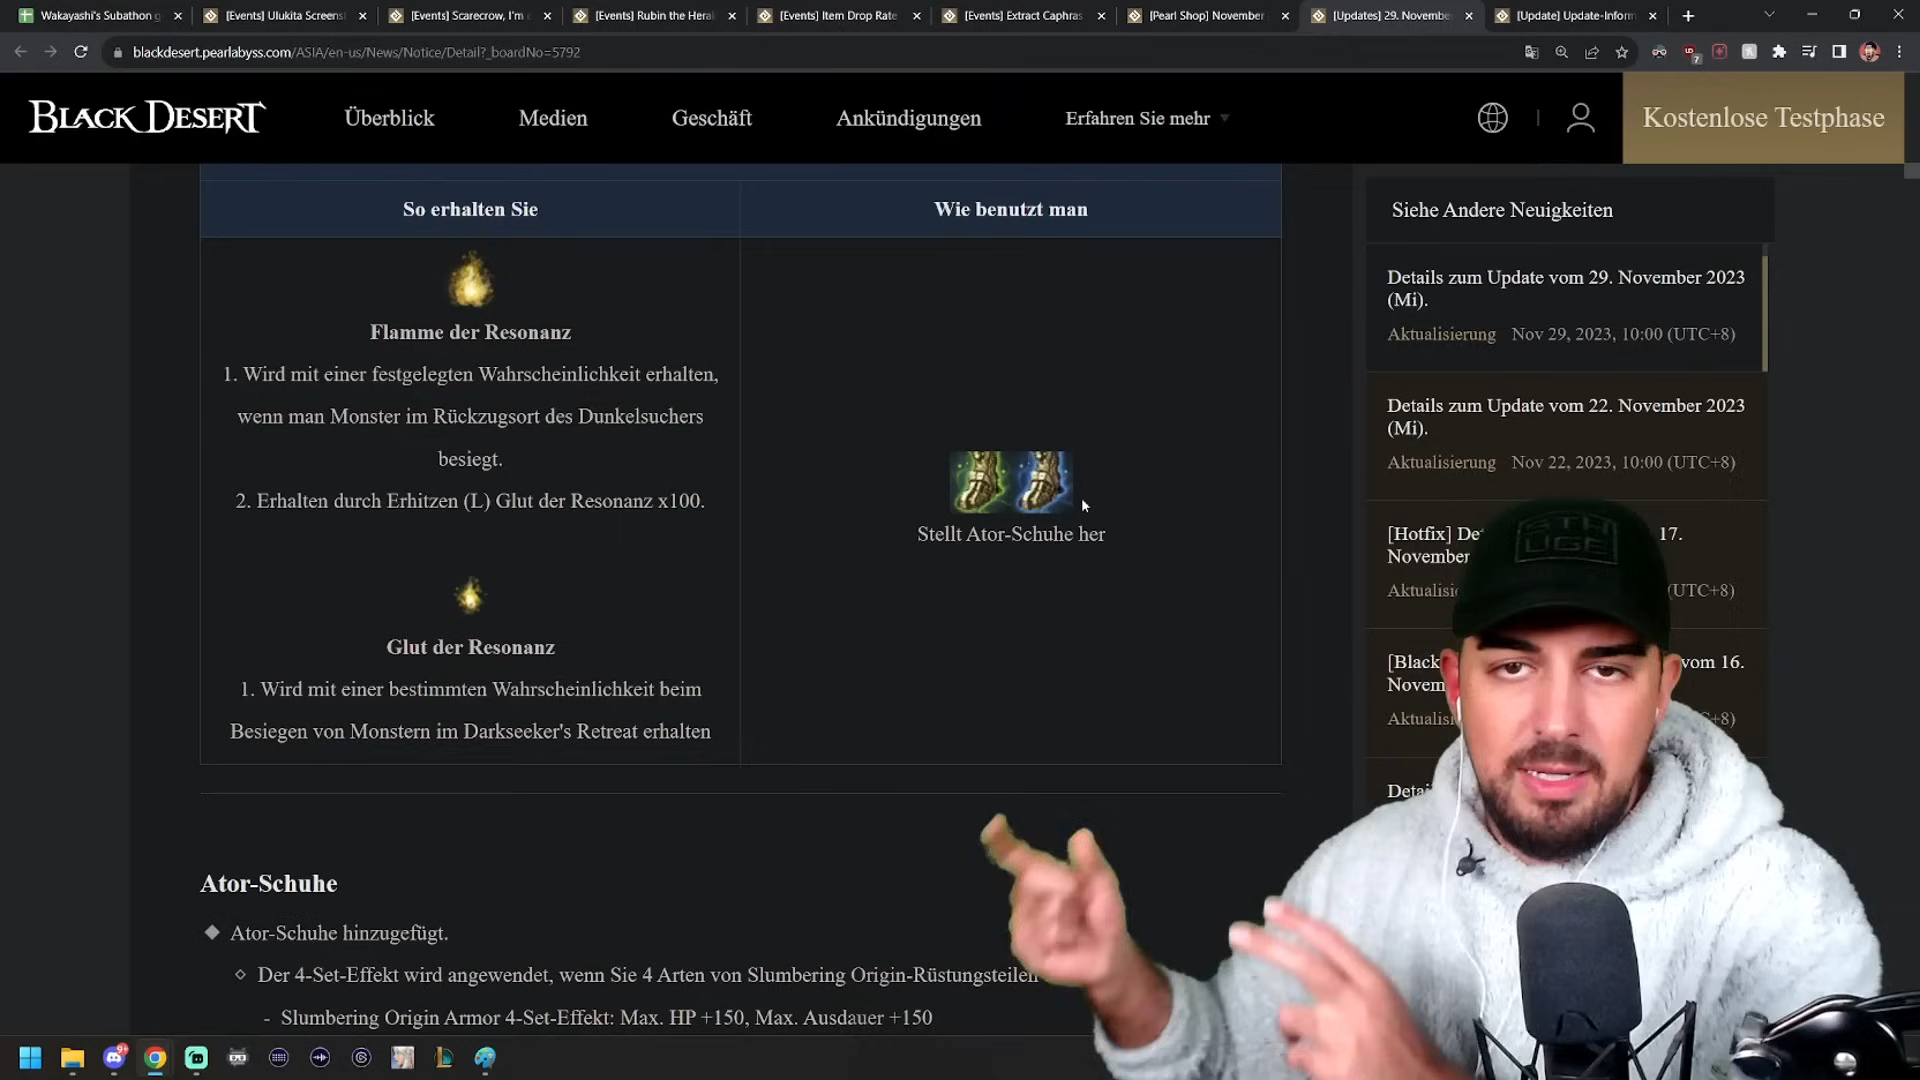 Wakayashi's Subathon g
[Events] Ulukita Screens
[Events] Scarecrow, I'm
[Events] Rubin the Hera
[Events] Item Drop Rate
[Events] Extract Caphras
[Pearl Shop] November
[Updates] 29. Novembe
[Update] Update-Inform
blackdesert.pearlabyss.com/ASIA/en-us/News/Notice/Detail?_boardNo=5792
7
BLACK DESERT
Überblick
Medien
Geschäft
Ankündigungen
Erfahren Sie mehr
Kostenlose Testphase
So erhalten Sie
Wie benutzt man
Flamme der Resonanz
1. Wird mit einer festgelegten Wahrscheinlichkeit erhalten,
wenn man Monster im Rückzugsort des Dunkelsuchers
besiegt.
2. Erhalten durch Erhitzen (L) Glut der Resonanz x100.
Glut der Resonanz
1. Wird mit einer bestimmten Wahrscheinlichkeit beim
Besiegen von Monstern im Darkseeker's Retreat erhalten
Stellt Ator-Schuhe her
Ator-Schuhe
Ator-Schuhe hinzugefügt.
Der 4-Set-Effekt wird angewendet, wenn Sie 4 Arten von Slumbering Origin-Rüstungsteilen
- Slumbering Origin Armor 4-Set-Effekt: Max. HP +150, Max. Ausdauer +150
Siehe Andere Neuigkeiten
Details zum Update vom 29. November 2023
(Mi).
Aktualisierung Nov 29, 2023, 10:00 (UTC+8)
Details zum Update vom 22. November 2023
(Mi).
Aktualisierung Nov 22, 2023, 10:00 (UTC+8)
[Hotfix] De 17.
November
Aktualisi (UTC+8)
[Black vom 16.
Novem
Aktualisi +8)
Detai
9+